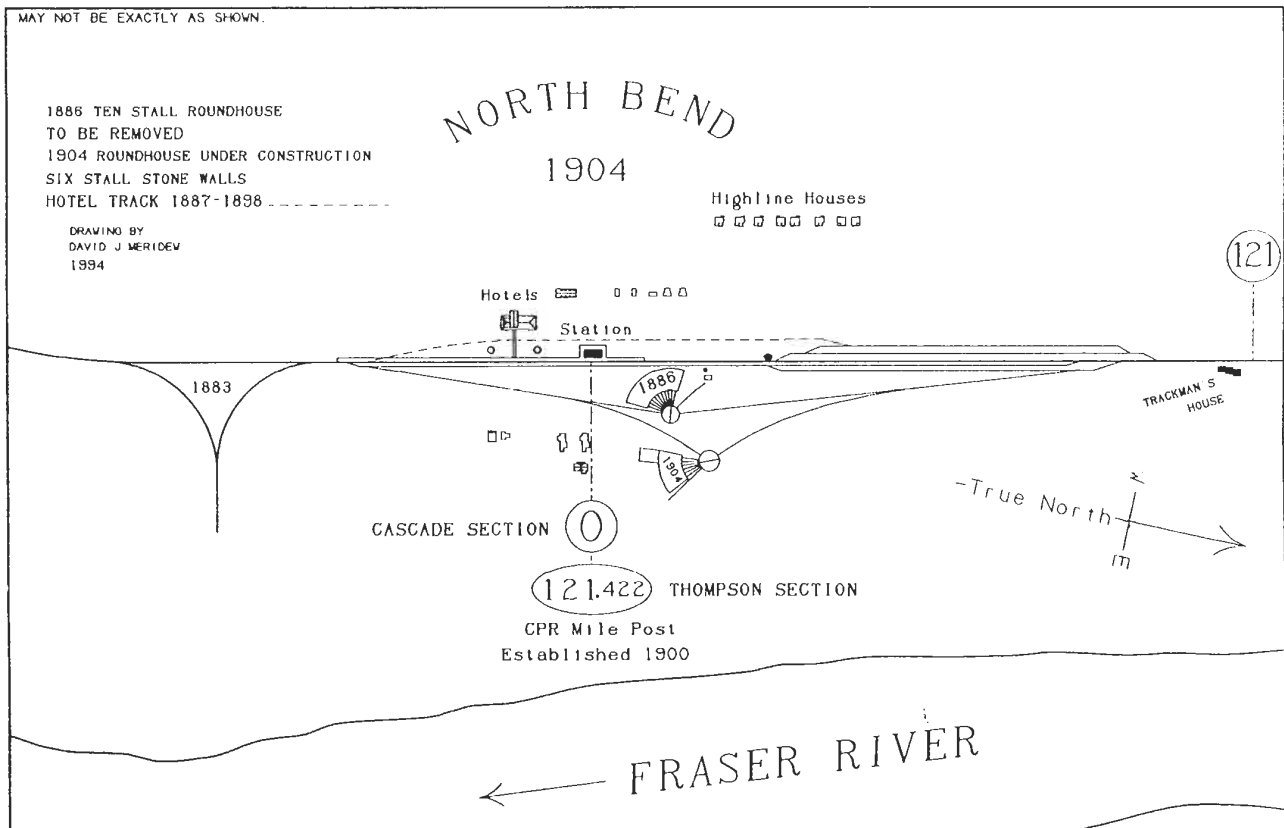 MAY NOT BE EXACTLY AS SHOWN.
1886 TEN STALL ROUNDHOUSE
TO BE REMOVED
1904 ROUNDHOUSE UNDER CONSTRUCTION
SIX STALL STONE WALLS
HOTEL TRACK 1887-1898
DRAWING BY
DAVID J MERIDEW
1994
NORTH BEND
1904
Highline Houses
121
Hotels
Station
1883
1886
TRACKMAN S
HOUSE
1904
N
-True North
E
CASCADE SECTION
0
121.422
THOMPSON SECTION
CPR Mile Post
Established 1900
FRASER RIVER